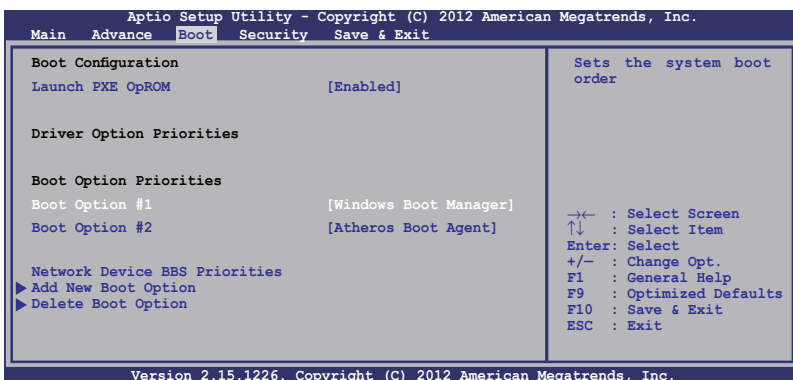 Aptio Setup Utility - Copyright (C) 2012 American Megatrends, Inc.
Main Advance Boot Security Save & Exit
Boot Configuration
Launch PXE OpROM [Enabled]
Driver Option Priorities
Boot Option Priorities
Boot Option #1 [Windows Boot Manager]
Boot Option #2 [Atheros Boot Agent]
Network Device BBS Priorities
Add New Boot Option
Delete Boot Option
Sets the system boot
order
→← : Select Screen
↑↓ : Select Item
Enter: Select
+/— : Change Opt.
F1 : General Help
F9 : Optimized Defaults
F10 : Save & Exit
ESC : Exit
Version 2.15.1226. Copyright (C) 2012 American Megatrends, Inc.